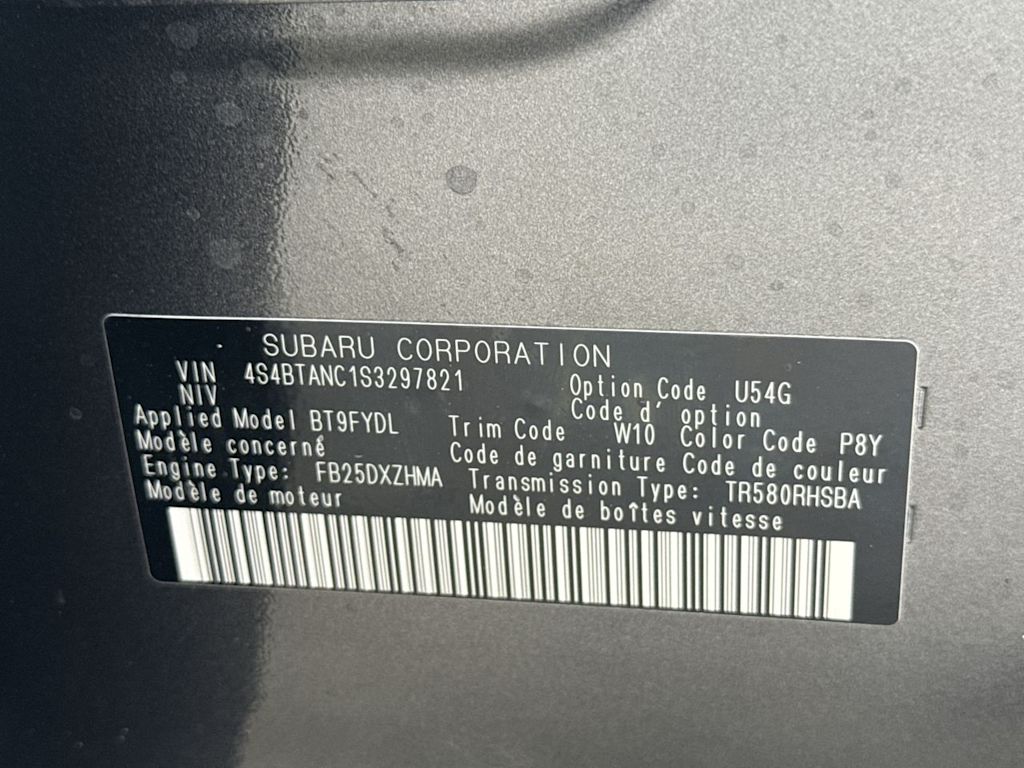 SUBARU CORPORATION
VIN 4S4BTANC1S3297821 Option Code U54G
NIV Code d' option
Applied Model BT9FYDL Trim Code W10 Color Code P8Y
Modèle concerné Code de garniture Code de couleur
Engine Type: FB25DXZHMA Transmission Type: TR580RHSBA
Modèle de moteur Modèle de boîtes vitesse